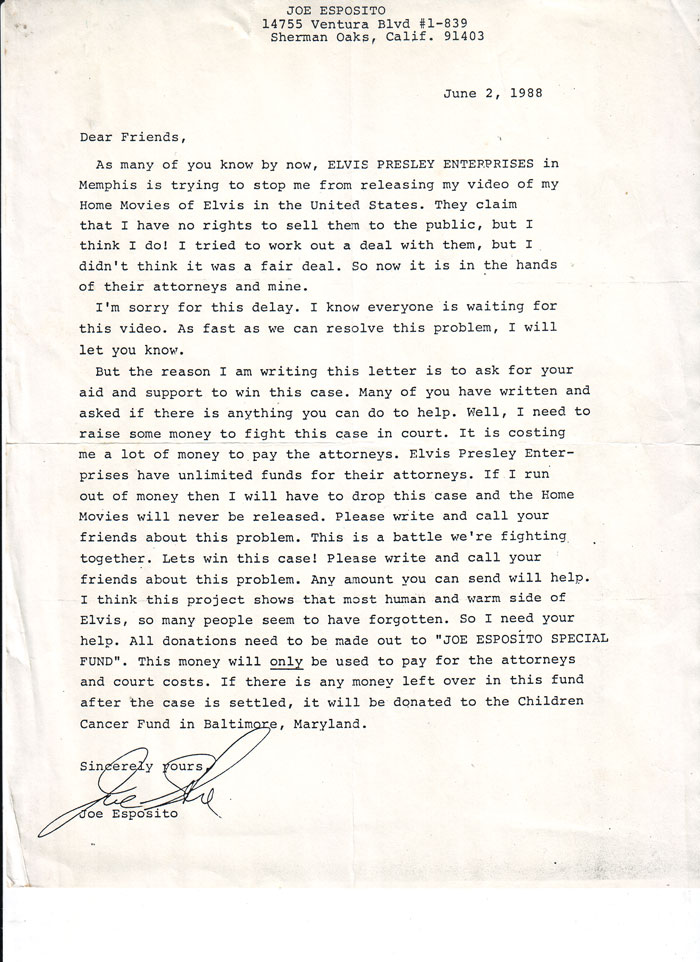 JOE ESPOSITO
14755 Ventura Blvd #1-839
Sherman Oaks, Calif. 91403
June 2, 1988
Dear Friends,
As many of you know by now, ELVIS PRESLEY ENTERPRISES in
Memphis is trying to stop me from releasing my video of my
Home Movies of Elvis in the United States. They claim
that I have no rights to sell them to the public, but I
think I do! I tried to work out a deal with them, but I
didn't think it was a fair deal. So now it is in the hands
of their attorneys and mine.
I'm sorry for this delay. I know everyone is waiting for
this video. As fast as we can resolve this problem, I will
let you know.
But the reason I am writing this letter is to ask for your
aid and support to win this case. Many of you have written and
asked if there is anything you can do to help. Well, I need to
raise some money to fight this case in court. It is costing
me a lot of money to pay the attorneys. Elvis Presley Enter-
prises have unlimited funds for their attorneys. If I run
out of money then I will have to drop this case and the Home
Movies will never be released. Please write and call your
friends about this problem. This is a battle we're fighting
together. Lets win this case! Please write and call your
friends about this problem. Any amount you can send will help.
I think this project shows that most human and warm side of
Elvis, so many people seem to have forgotten. So I need your
help. All donations need to be made out to "JOE ESPOSITO SPECIAL
FUND". This money will only be used to pay for the attorneys
and court costs. If there is any money left over in this fund
after the case is settled, it will be donated to the Children
Cancer Fund in Baltimore, Maryland.
Sincerely yours,
Joe Esposito